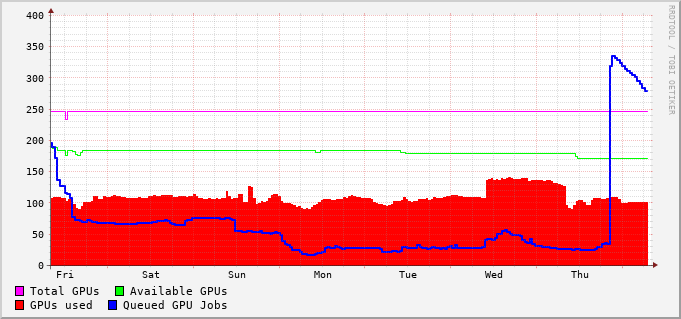 400
350
300
250
200
150
100
50
0
Fri Sat Sun Mon Tue Wed Thu
Total GPUs Available GPUs
GPUs used Queued GPU Jobs
RRDTOOL / TOBI OETIKER